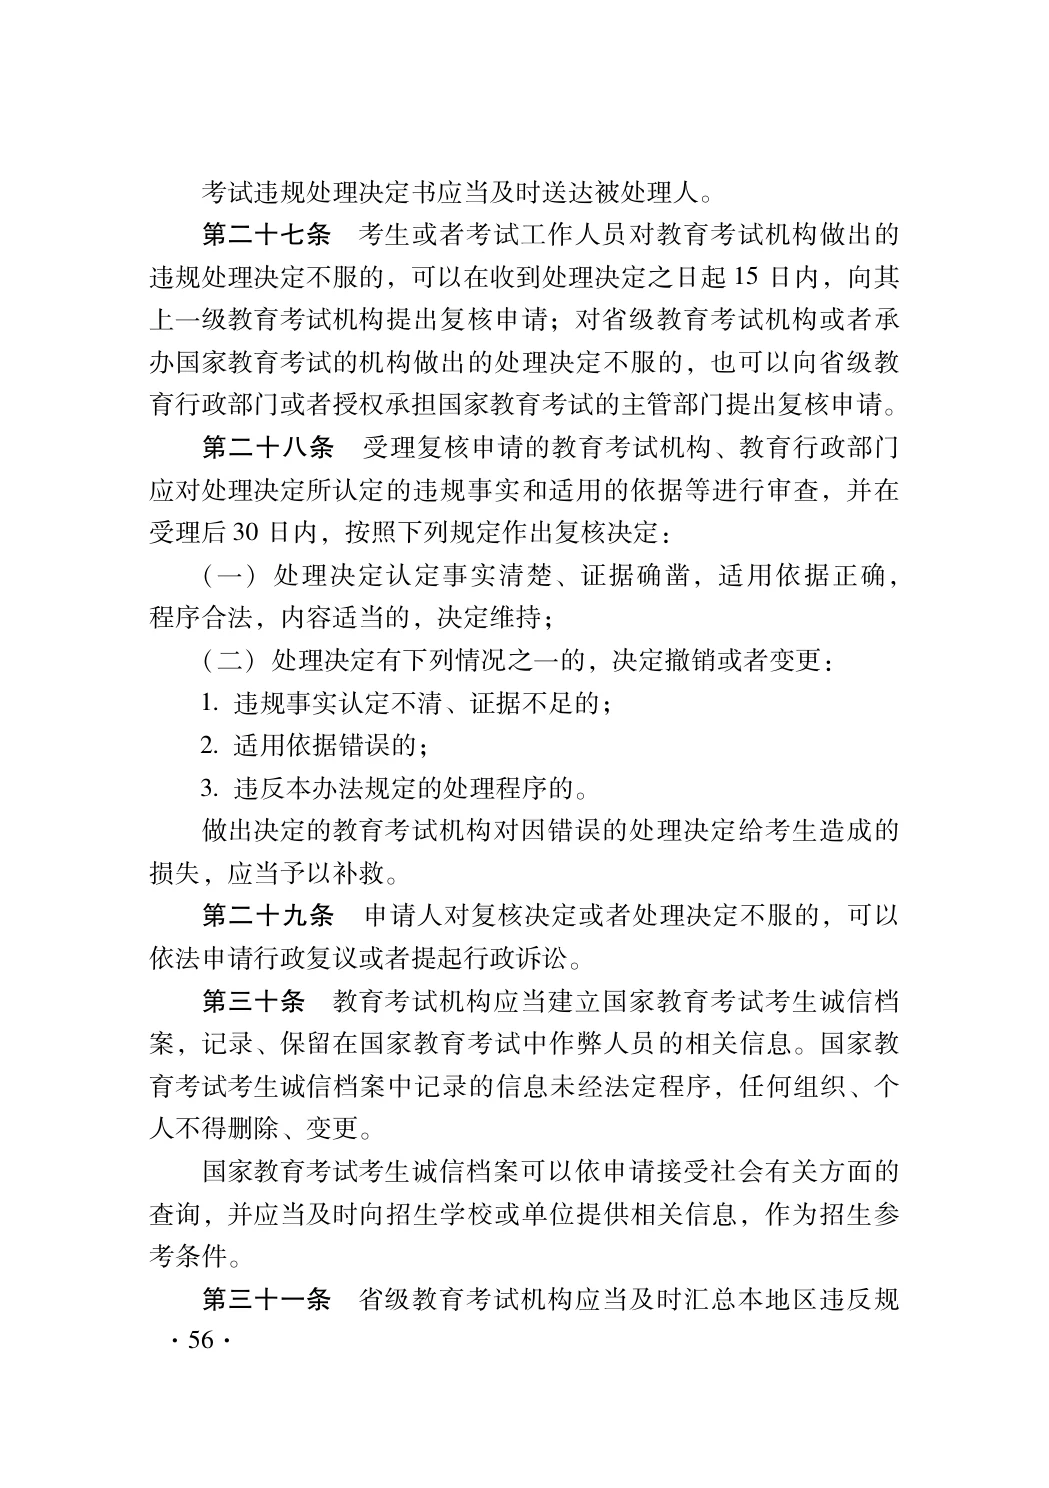 考试违规处理决定书应当及时送达被处理人。
第二十七条　考生或者考试工作人员对教育考试机构做出的
违规处理决定不服的，可以在收到处理决定之日起 15 日内，向其
上一级教育考试机构提出复核申请；对省级教育考试机构或者承
办国家教育考试的机构做出的处理决定不服的，也可以向省级教
育行政部门或者授权承担国家教育考试的主管部门提出复核申请。
第二十八条　受理复核申请的教育考试机构、教育行政部门
应对处理决定所认定的违规事实和适用的依据等进行审查，并在
受理后 30 日内，按照下列规定作出复核决定：
（一）处理决定认定事实清楚、证据确凿，适用依据正确，
程序合法，内容适当的，决定维持；
（二）处理决定有下列情况之一的，决定撤销或者变更：
1. 违规事实认定不清、证据不足的；
2. 适用依据错误的；
3. 违反本办法规定的处理程序的。
做出决定的教育考试机构对因错误的处理决定给考生造成的
损失，应当予以补救。
第二十九条　申请人对复核决定或者处理决定不服的，可以
依法申请行政复议或者提起行政诉讼。
第三十条　教育考试机构应当建立国家教育考试考生诚信档
案，记录、保留在国家教育考试中作弊人员的相关信息。国家教
育考试考生诚信档案中记录的信息未经法定程序，任何组织、个
人不得删除、变更。
国家教育考试考生诚信档案可以依申请接受社会有关方面的
查询，并应当及时向招生学校或单位提供相关信息，作为招生参
考条件。
第三十一条　省级教育考试机构应当及时汇总本地区违反规
· 56 ·